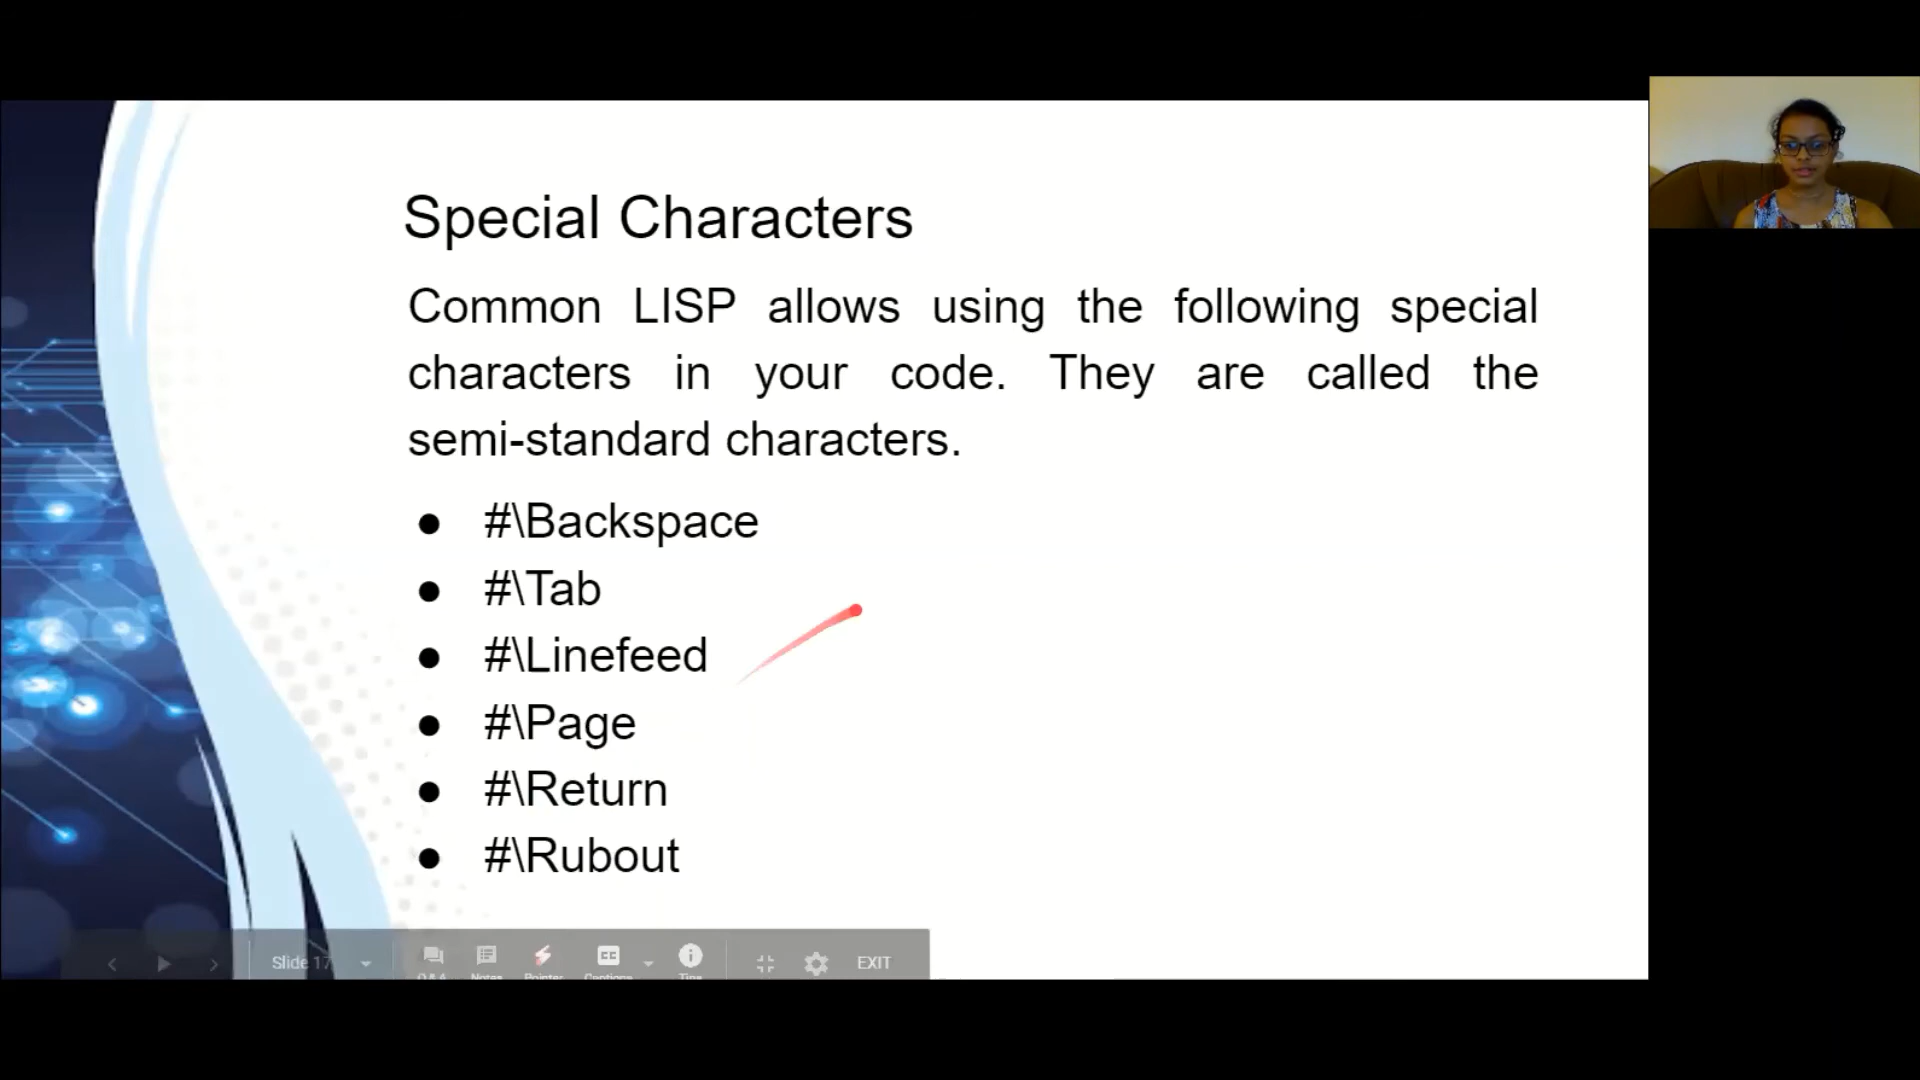 Special Characters
Common LISP allows using the following special
characters in your code. They are called the
semi-standard characters.
● #\Backspace
● #\Tab
● #\Linefeed
● #\Page
● #\Return
● #\Rubout
Slide 17
Q&A Notes Pointer Captions Tips EXIT